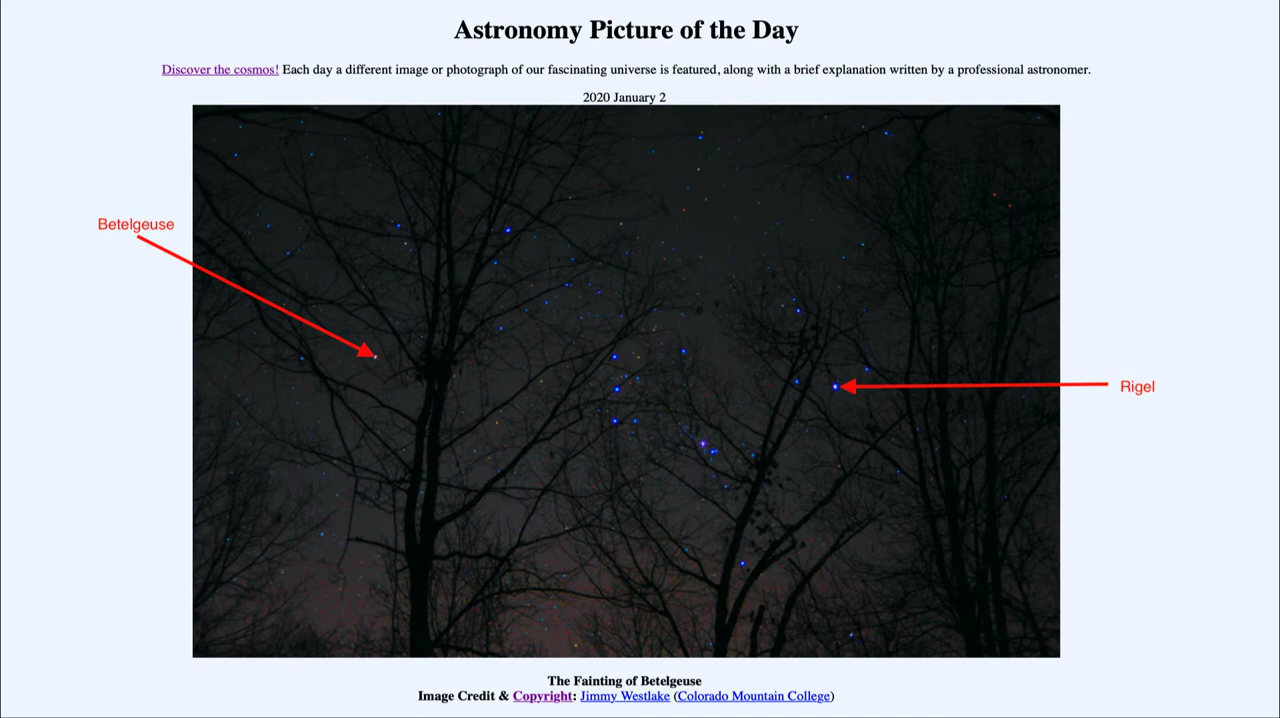 Astronomy Picture of the Day
Discover the cosmos! Each day a different image or photograph of our fascinating universe is featured, along with a brief explanation written by a professional astronomer.
2020 January 2
Betelgeuse
Rigel
The Fainting of Betelgeuse
Image Credit & Copyright: Jimmy Westlake (Colorado Mountain College)